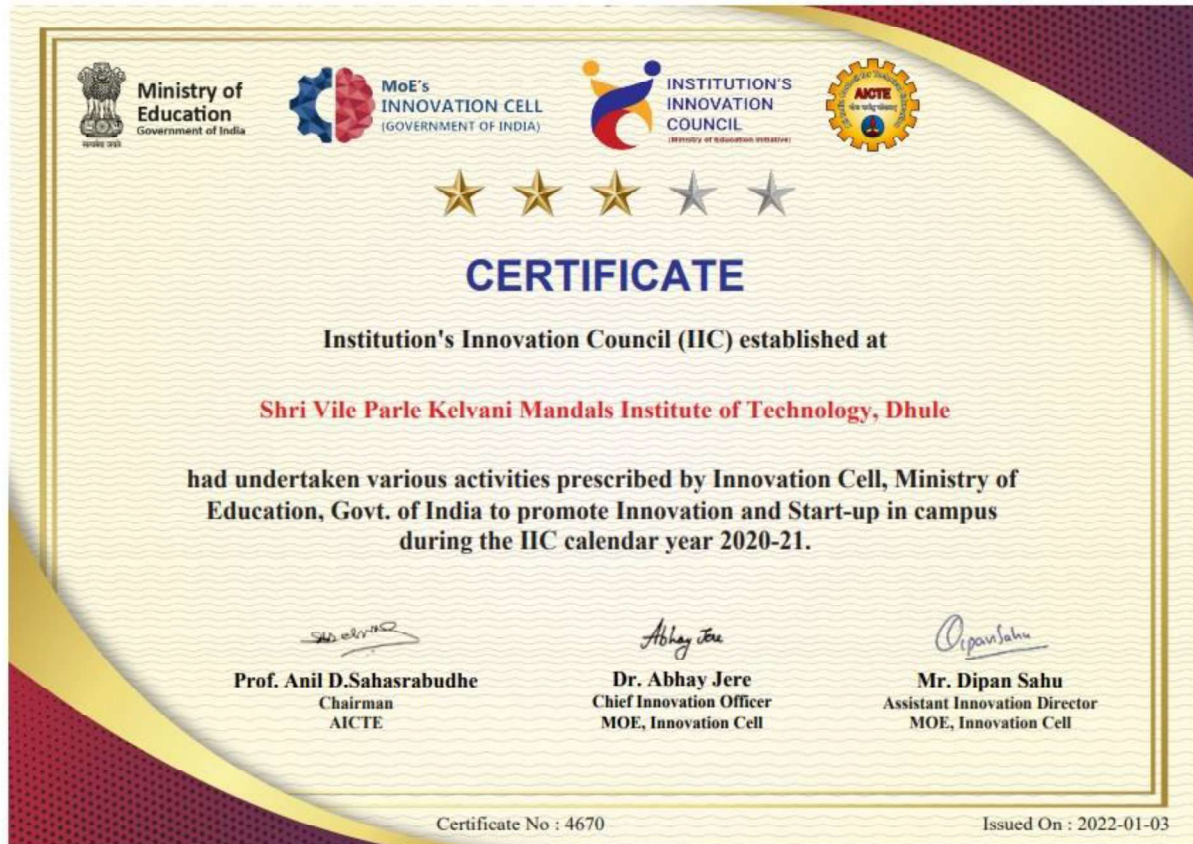 Ministry of
Education
Government of India
सत्यमेव जयते
MoE's
INNOVATION CELL
(GOVERNMENT OF INDIA)
INSTITUTION'S
INNOVATION
COUNCIL
(Ministry of Education Initiative)
AICTE
CERTIFICATE
Institution's Innovation Council (IIC) established at
Shri Vile Parle Kelvani Mandals Institute of Technology, Dhule
had undertaken various activities prescribed by Innovation Cell, Ministry of
Education, Govt. of India to promote Innovation and Start-up in campus
during the IIC calendar year 2020-21.
Abhay Jere
Dipan Sahu
Prof. Anil D.Sahasrabudhe
Chairman
AICTE
Dr. Abhay Jere
Chief Innovation Officer
MOE, Innovation Cell
Mr. Dipan Sahu
Assistant Innovation Director
MOE, Innovation Cell
Certificate No : 4670
Issued On : 2022-01-03